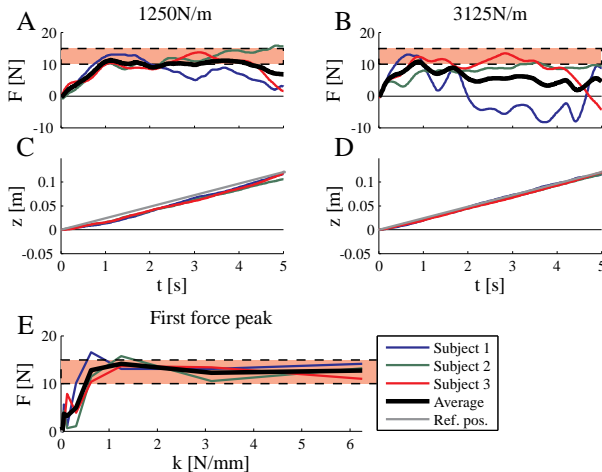 1250N/m
3125N/m
A
B
F [N]
20
10
0
-10
F [N]
20
10
0
-10
C
D
z [m]
0.1
0.05
0
-0.05
0 1 2 3 4 5
t [s]
z [m]
0.1
0.05
0
-0.05
0 1 2 3 4 5
t [s]
E
First force peak
F [N]
20
10
0
0 1 2 3 4 5 6
k [N/mm]
Subject 1
Subject 2
Subject 3
Average
Ref. pos.